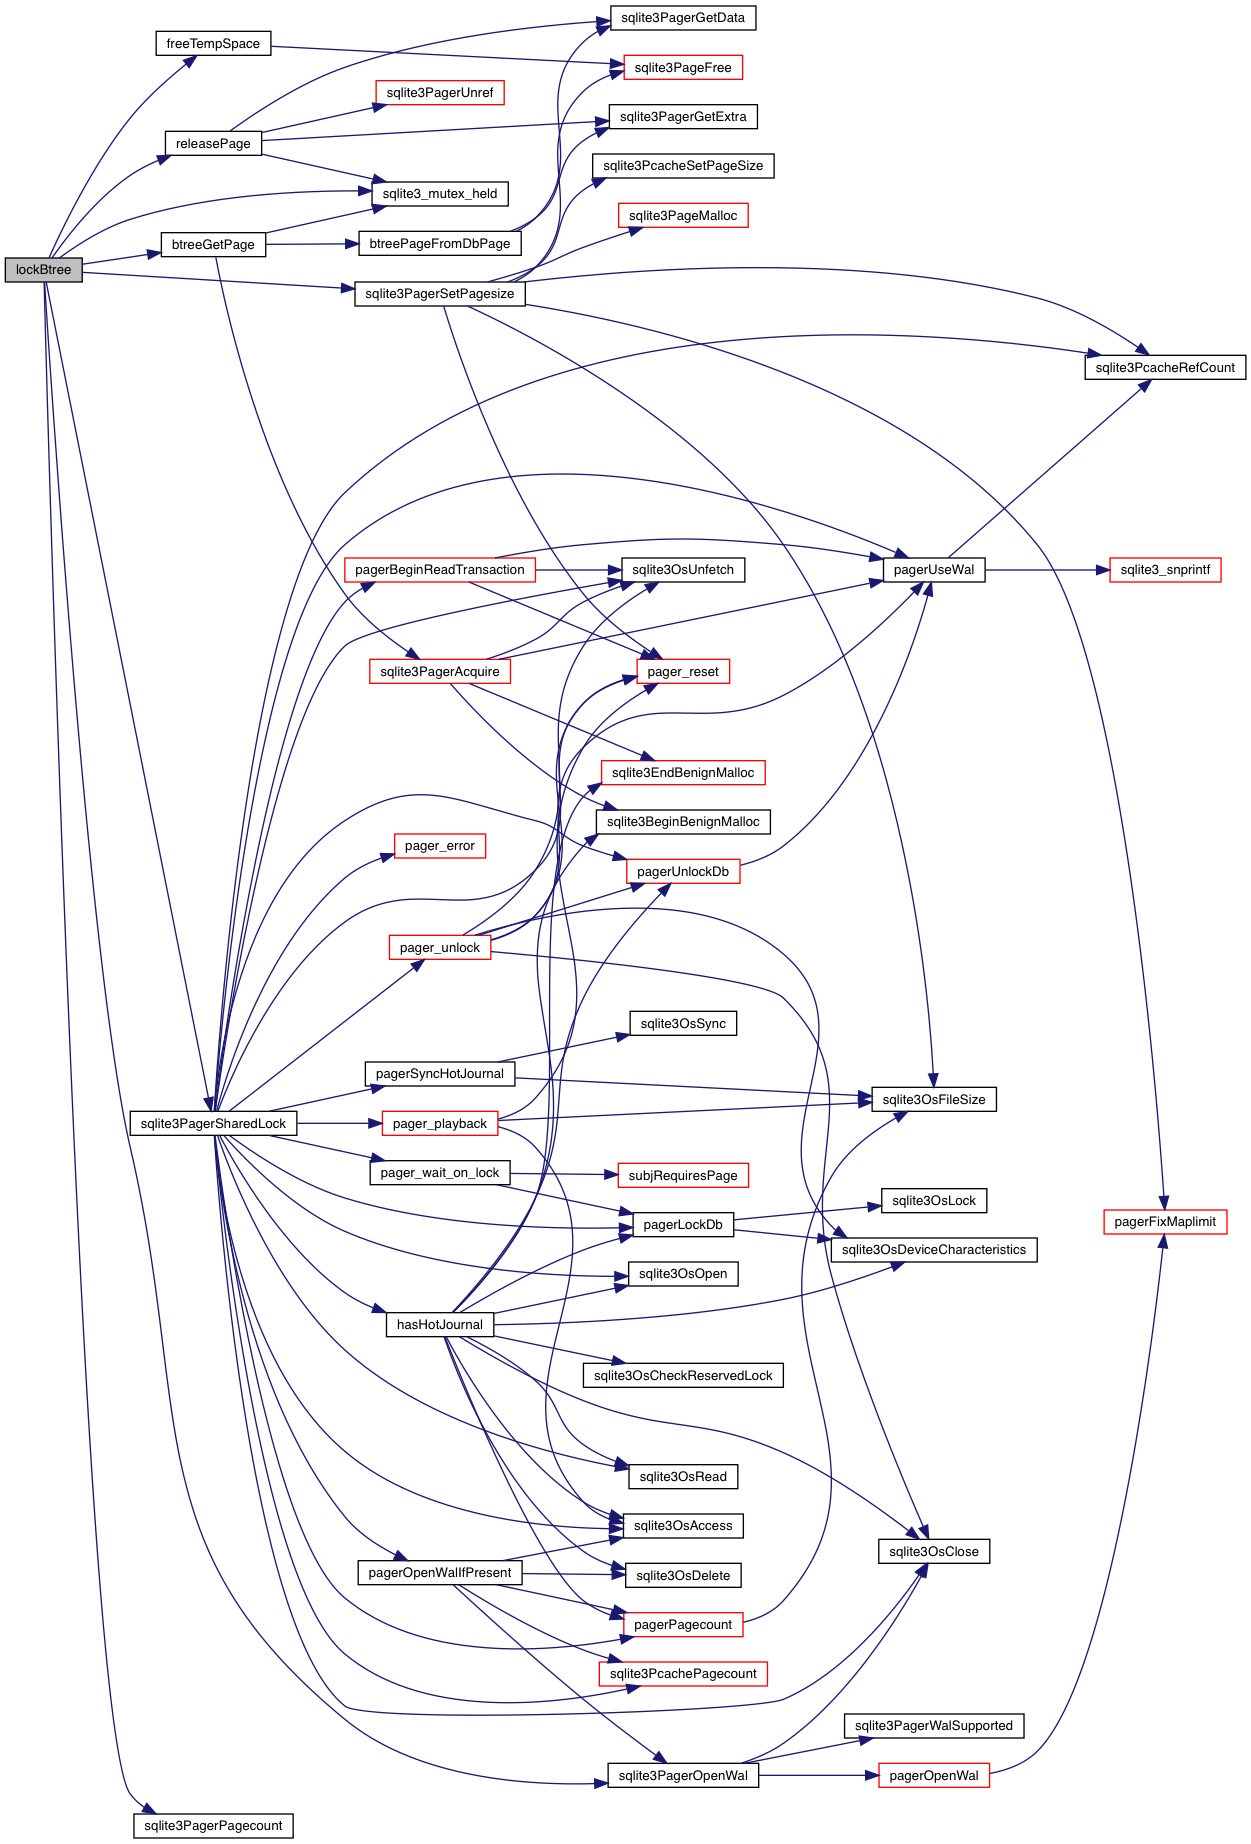 sqlite3PagerGetData
freeTempSpace
sqlite3PageFree
sqlite3PagerUnref
sqlite3PagerGetExtra
releasePage
sqlite3PcacheSetPageSize
sqlite3_mutex_held
sqlite3PageMalloc
btreeGetPage
btreePageFromDbPage
lockBtree
sqlite3PagerSetPagesize
sqlite3PcacheRefCount
pagerBeginReadTransaction
sqlite3OsUnfetch
pagerUseWal
sqlite3_snprintf
sqlite3PagerAcquire
pager_reset
sqlite3EndBenignMalloc
sqlite3BeginBenignMalloc
pager_error
pagerUnlockDb
pager_unlock
sqlite3OsSync
pagerSyncHotJournal
sqlite3OsFileSize
sqlite3PagerSharedLock
pager_playback
pager_wait_on_lock
subjRequiresPage
sqlite3OsLock
pagerLockDb
pagerFixMaplimit
sqlite3OsDeviceCharacteristics
sqlite3OsOpen
hasHotJournal
sqlite3OsCheckReservedLock
sqlite3OsRead
sqlite3OsAccess
sqlite3OsClose
pagerOpenWalIfPresent
sqlite3OsDelete
pagerPagecount
sqlite3PcachePagecount
sqlite3PagerWalSupported
sqlite3PagerOpenWal
pagerOpenWal
sqlite3PagerPagecount